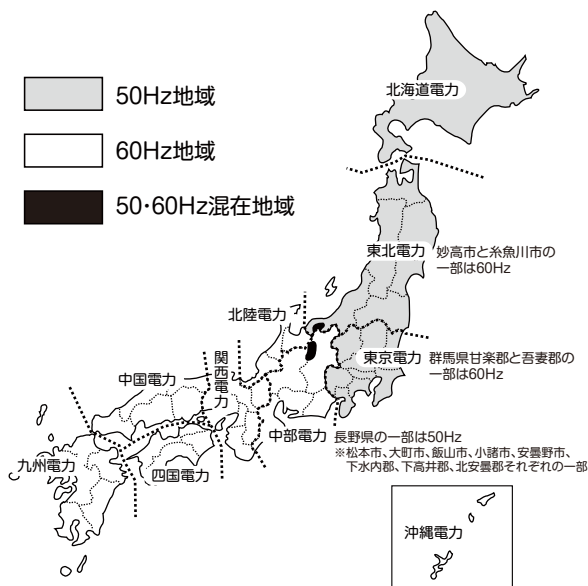 50Hz地域
60Hz地域
50・60Hz混在地域
北海道電力
東北電力
妙高市と糸魚川市の
一部は60Hz
北陸電力
東京電力
群馬県甘楽郡と吾妻郡の
一部は60Hz
関西電力
中国電力
中部電力
長野県の一部は50Hz
※松本市、大町市、飯山市、小諸市、安曇野市、
下水内郡、下高井郡、北安曇郡それぞれの一部
九州電力
四国電力
沖縄電力